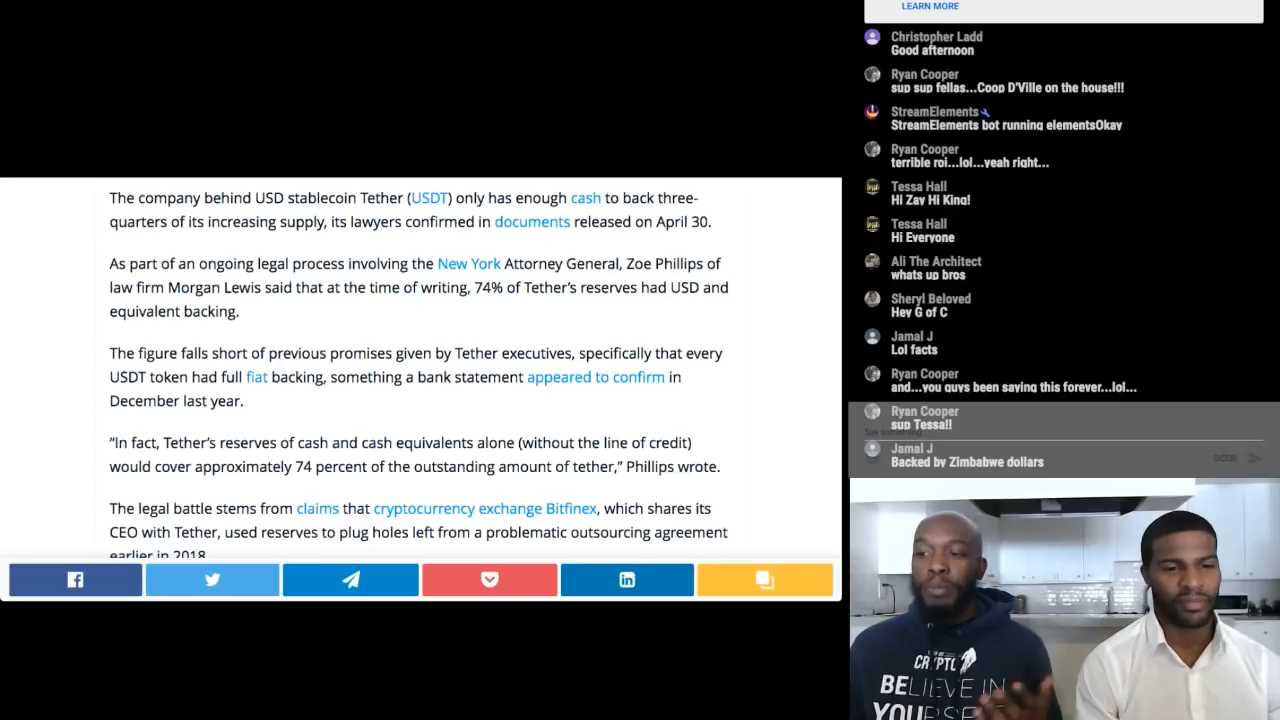 The company behind USD stablecoin Tether (USDT) only has enough cash to back three-
quarters of its increasing supply, its lawyers confirmed in documents released on April 30.
As part of an ongoing legal process involving the New York Attorney General, Zoe Phillips of
law firm Morgan Lewis said that at the time of writing, 74% of Tether’s reserves had USD and
equivalent backing.
The figure falls short of previous promises given by Tether executives, specifically that every
USDT token had full fiat backing, something a bank statement appeared to confirm in
December last year.
“In fact, Tether’s reserves of cash and cash equivalents alone (without the line of credit)
would cover approximately 74 percent of the outstanding amount of tether,” Phillips wrote.
The legal battle stems from claims that cryptocurrency exchange Bitfinex, which shares its
CEO with Tether, used reserves to plug holes left from a problematic outsourcing agreement
earlier in 2018
LEARN MORE
Christopher Ladd
Good afternoon
Ryan Cooper
sup sup fellas...Coop D'Ville on the house!!!
StreamElements
StreamElements bot running elementsOkay
Ryan Cooper
terrible roi...lol...yeah right...
Tessa Hall
Hi Zay Hi King!
Tessa Hall
Hi Everyone
Ali The Architect
whats up bros
Sheryl Beloved
Hey G of C
Jamal J
Lol facts
Ryan Cooper
and...you guys been saying this forever...lol...
Ryan Cooper
sup Tessa!!
Say something
Jamal J
Backed by Zimbabwe dollars
0/200
CRYPTO
BELIEVE IN
YOURSELF